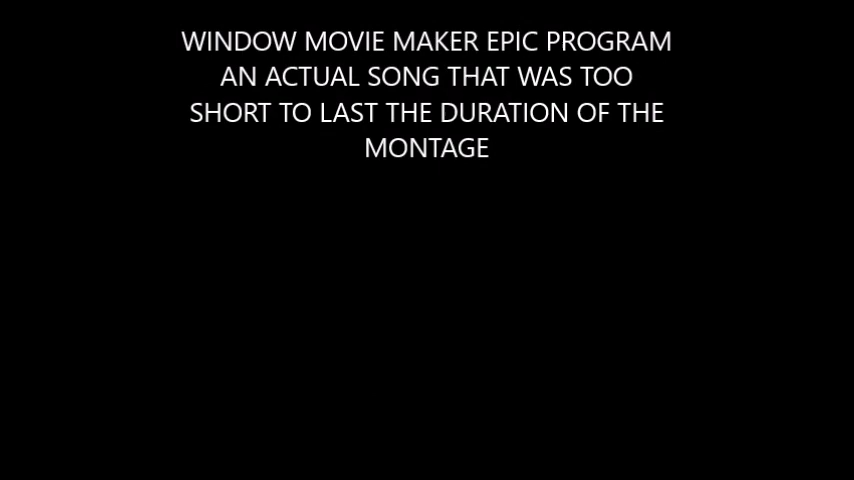 WINDOW MOVIE MAKER EPIC PROGRAM
AN ACTUAL SONG THAT WAS TOO
SHORT TO LAST THE DURATION OF THE
MONTAGE